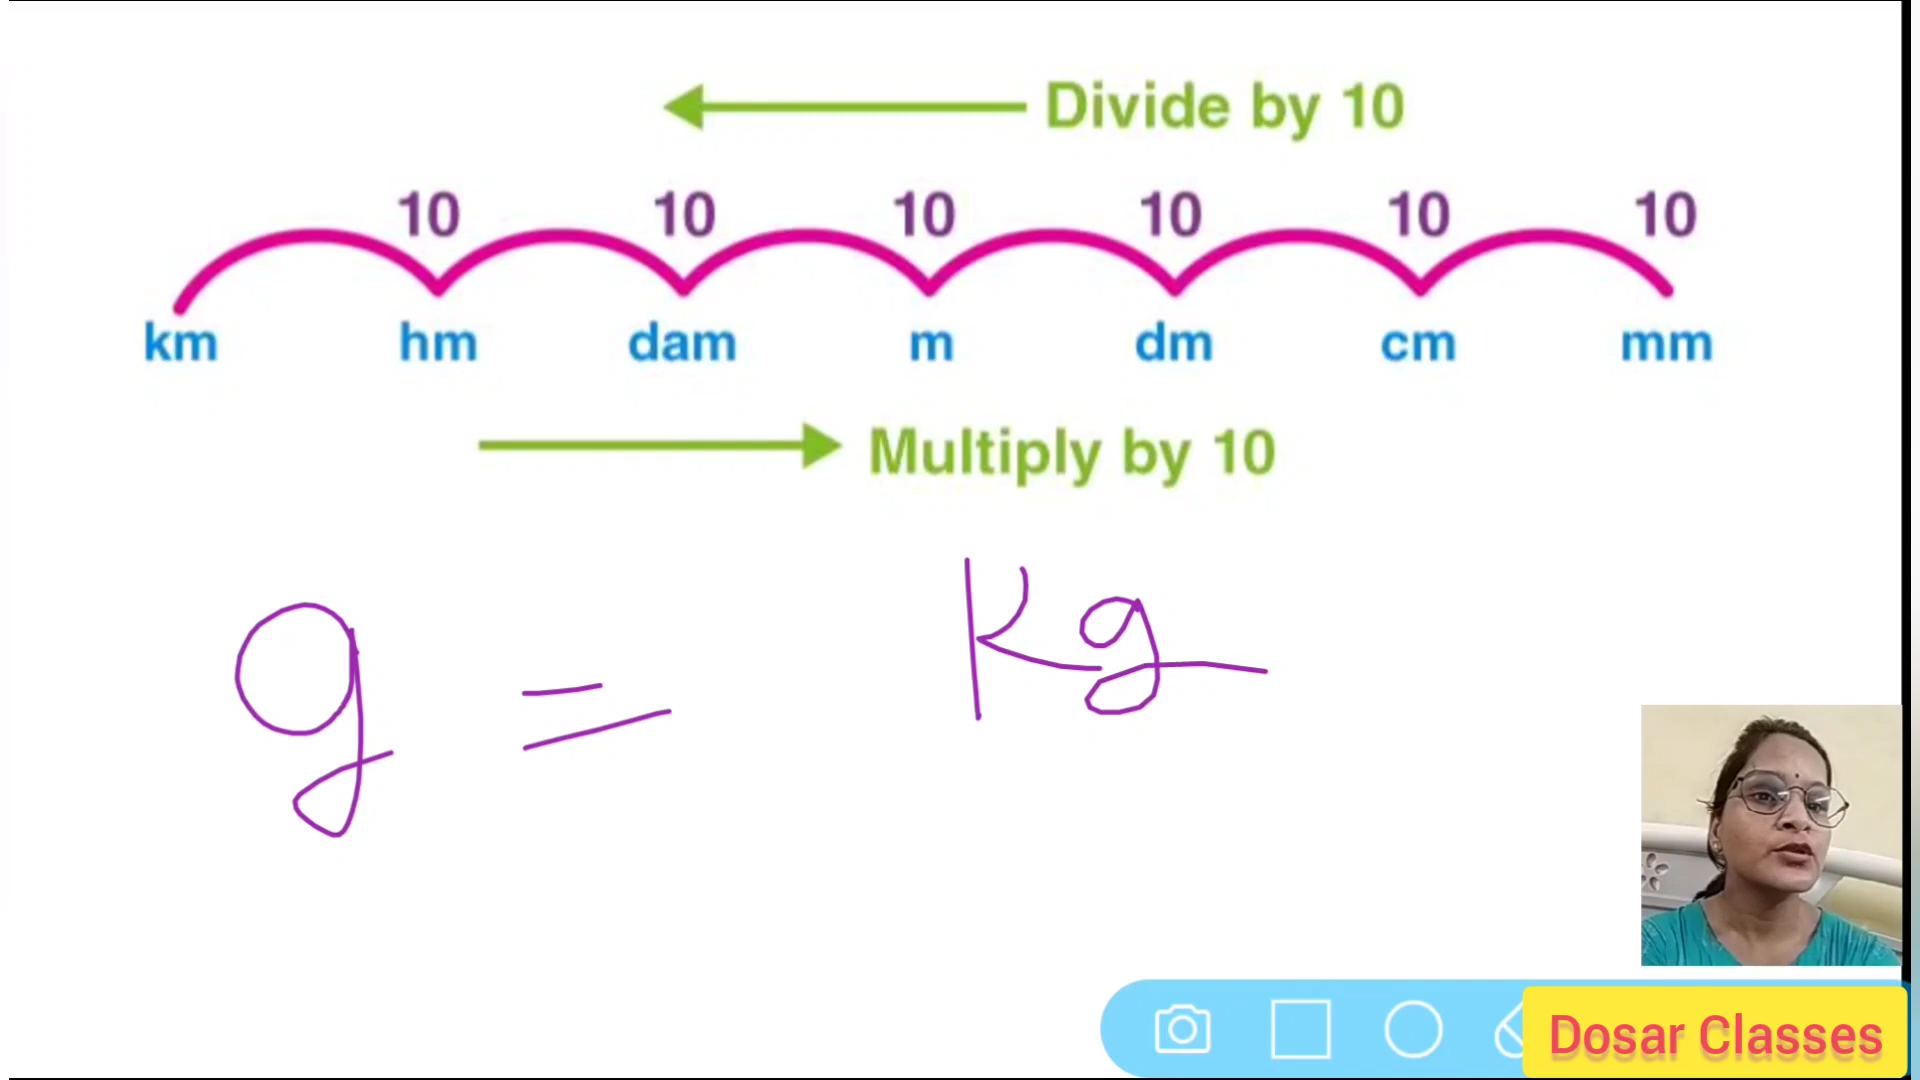 Divide by 10
10 10 10 10 10 10
km hm dam m dm cm mm
Multiply by 10
g = Kg
Dosar Classes